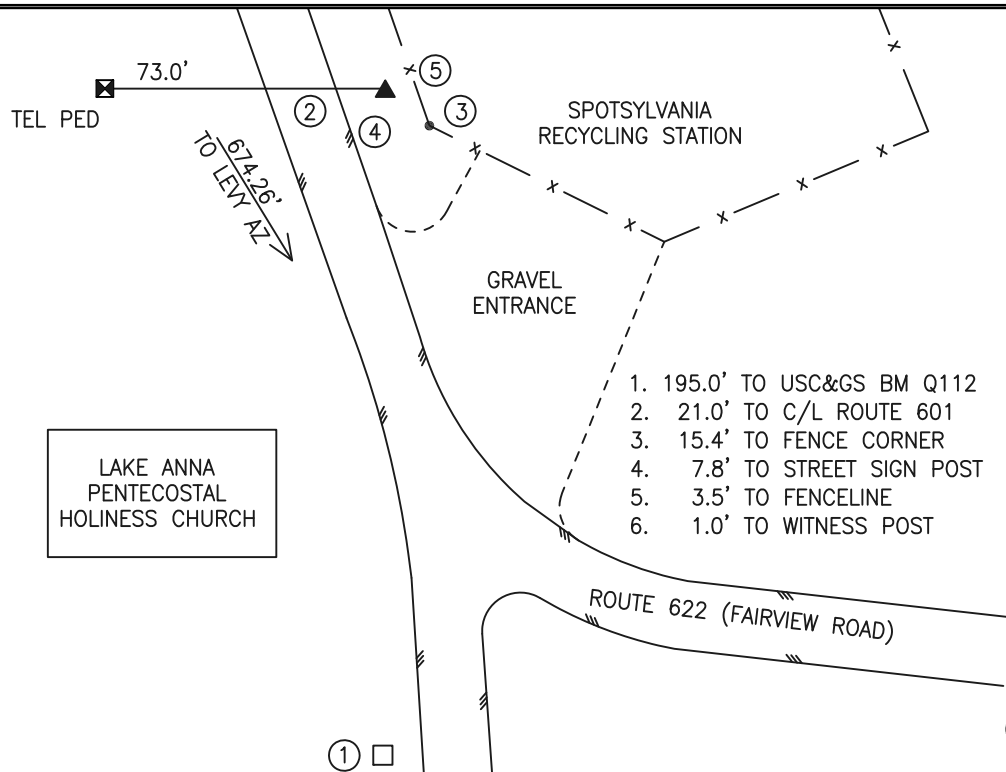 73.0'
TEL PED
674.26'
TO LEVY AZ
2
4
5
3
SPOTSYLVANIA
RECYCLING STATION
GRAVEL
ENTRANCE
1. 195.0' TO USC&GS BM Q112
2. 21.0' TO C/L ROUTE 601
3. 15.4' TO FENCE CORNER
4. 7.8' TO STREET SIGN POST
5. 3.5' TO FENCELINE
6. 1.0' TO WITNESS POST
LAKE ANNA
PENTECOSTAL
HOLINESS CHURCH
ROUTE 622 (FAIRVIEW ROAD)
1